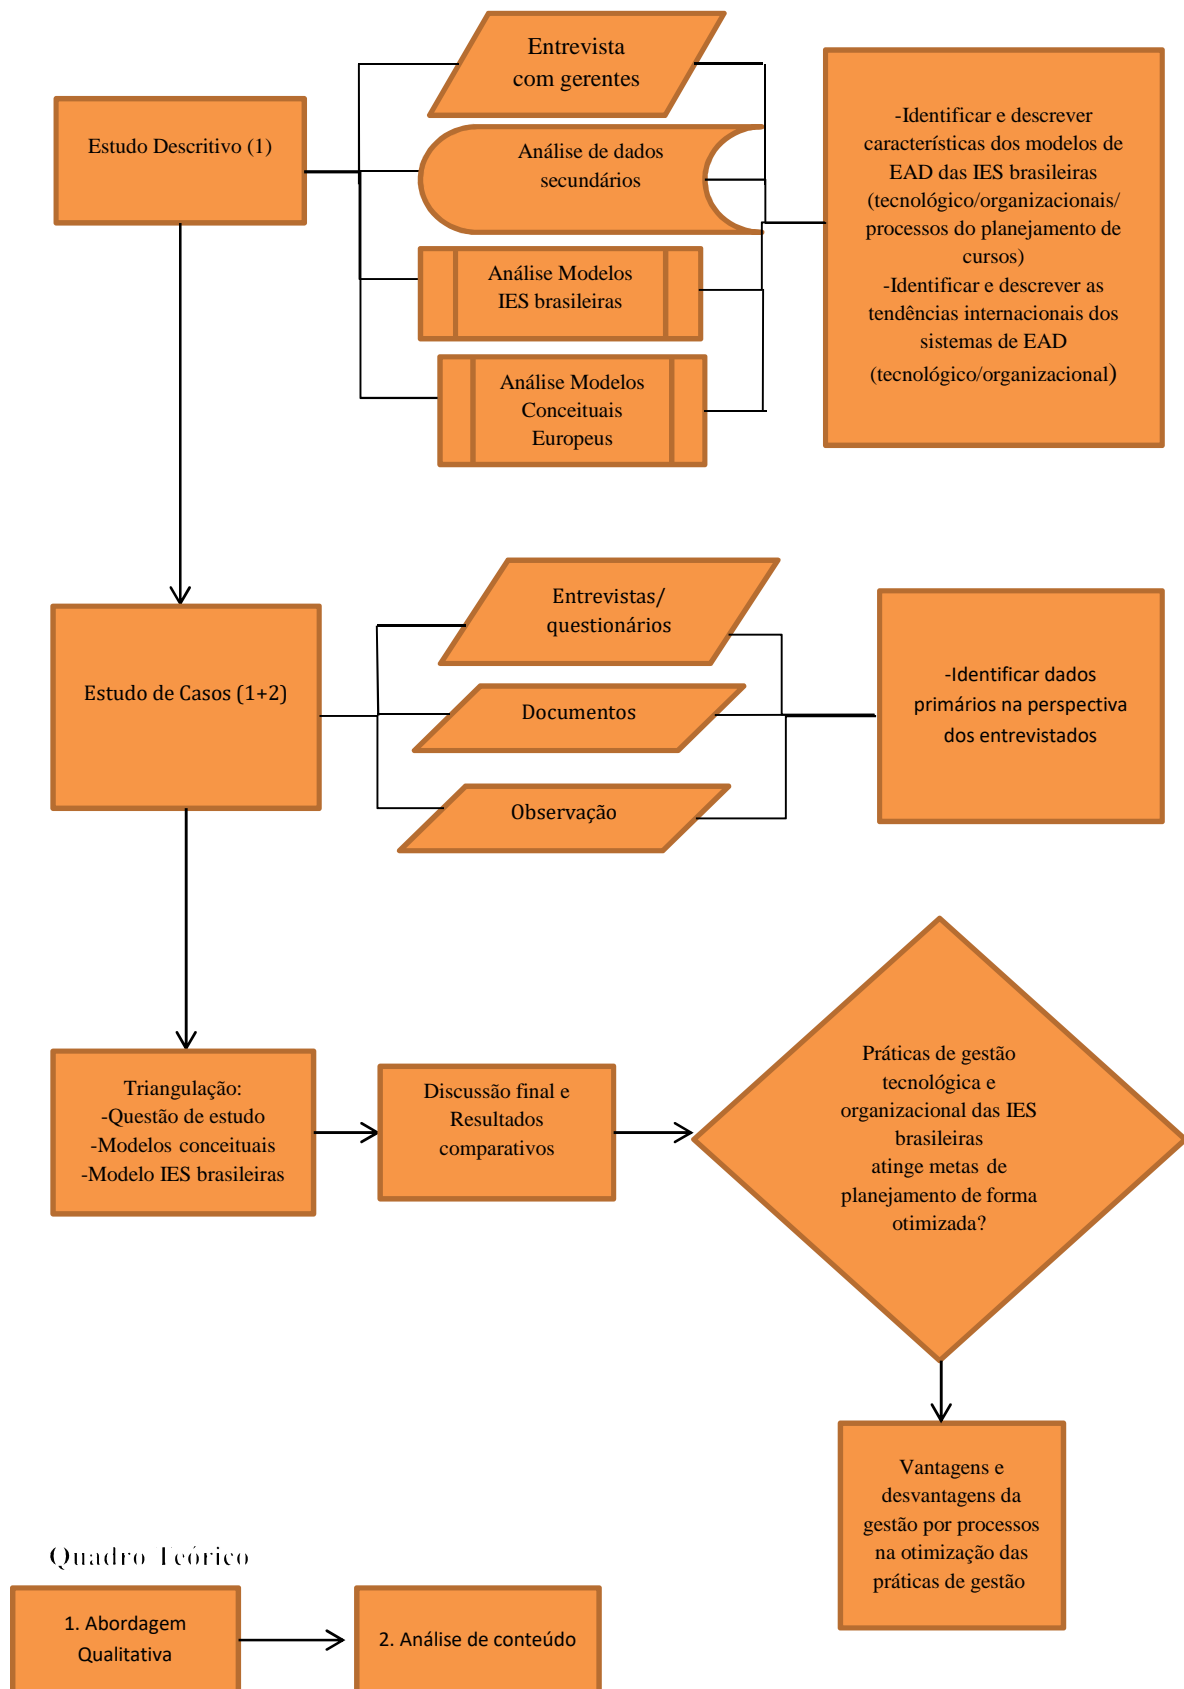 Entrevista
com gerentes
Estudo Descritivo (1)
Análise de dados
secundários
Análise Modelos
IES brasileiras
Análise Modelos
Conceituais
Europeus
-Identificar e descrever
características dos modelos de
EAD das IES brasileiras
(tecnológico/organizacionais/
processos do planejamento de
cursos)
-Identificar e descrever as
tendências internacionais dos
sistemas de EAD
(tecnológico/organizacional)
Estudo de Casos (1+2)
Entrevistas/
questionários
Documentos
Observação
-Identificar dados
primários na perspectiva
dos entrevistados
Triangulação:
-Questão de estudo
-Modelos conceituais
-Modelo IES brasileiras
Discussão final e
Resultados
comparativos
Práticas de gestão
tecnológica e
organizacional das IES
brasileiras
atinge metas de
planejamento de forma
otimizada?
Vantagens e
desvantagens da
gestão por processos
na otimização das
práticas de gestão
Quadro Teórico
1. Abordagem
Qualitativa
2. Análise de conteúdo